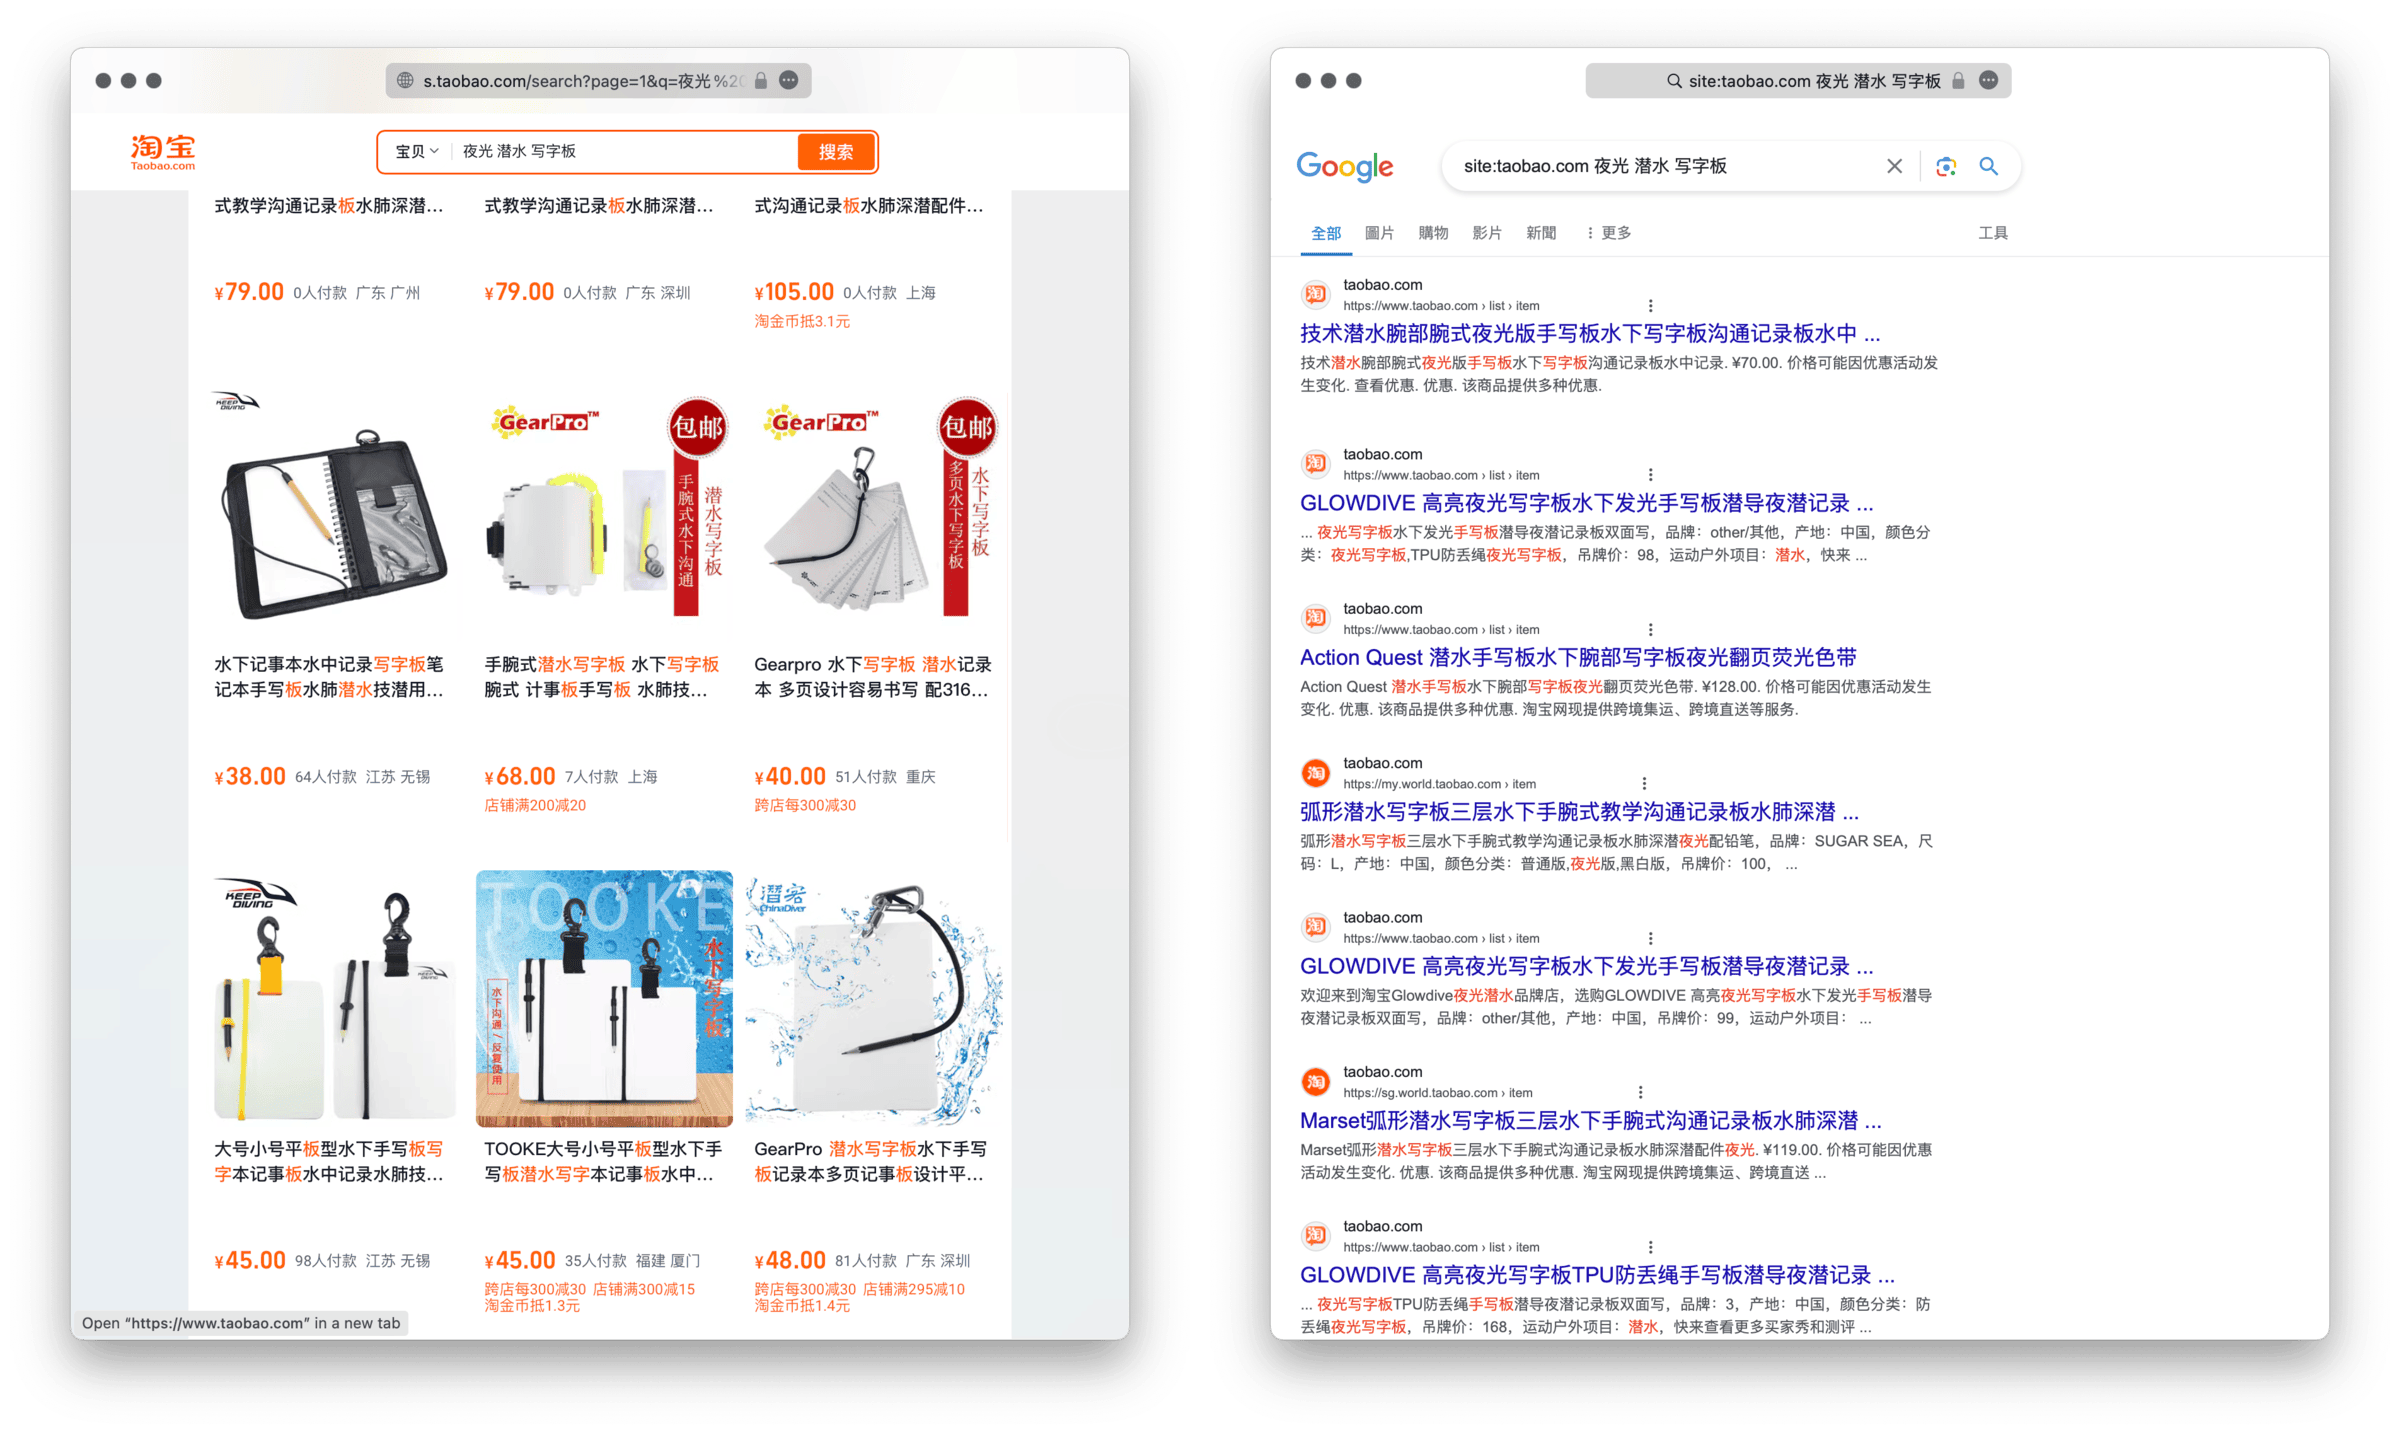 s.taobao.com/search?page=1&q=夜光%2C
淘宝
Taobao.com
宝贝
夜光 潜水 写字板
搜索
式教学沟通记录板水肺深潜...
式教学沟通记录板水肺深潜...
式沟通记录板水肺深潜配件...
¥79.00 0人付款 广东 广州
¥79.00 0人付款 广东 深圳
¥105.00 0人付款 上海
淘金币抵3.1元
KEEP DIVING
GearPro™
包邮
手腕式水下沟通
潜水写字板
GearPro™
包邮
多页水下写字板
水下写字板
水下记事本水中记录写字板笔
记本手写板水肺潜水技潜用...
手腕式潜水写字板 水下写字板
腕式 计事板手写板 水肺技...
Gearpro 水下写字板 潜水记录
本 多页设计容易书写 配316...
¥38.00 64人付款 江苏 无锡
¥68.00 7人付款 上海
店铺满200减20
¥40.00 51人付款 重庆
跨店每300减30
KEEP DIVING
TOOKE
水下写字板
水下沟通/反复使用
潜客
ChinaDiver
大号小号平板型水下手写板写
字本记事板水中记录水肺技...
TOOKE大号小号平板型水下手
写板潜水写字本记事板水中...
GearPro 潜水写字板水下手写
板记录本多页记事板设计平...
¥45.00 98人付款 江苏 无锡
¥45.00 35人付款 福建 厦门
跨店每300减30 店铺满300减15
淘金币抵1.3元
¥48.00 81人付款 广东 深圳
跨店每300减30 店铺满295减10
淘金币抵1.4元
Open “https://www.taobao.com” in a new tab
site:taobao.com 夜光 潜水 写字板
Google
site:taobao.com 夜光 潜水 写字板
全部 圖片 購物 影片 新聞 更多 工具
taobao.com
https://www.taobao.com › list › item
技术潜水腕部腕式夜光版手写板水下写字板沟通记录板水中 ...
技术潜水腕部腕式夜光版手写板水下写字板沟通记录板水中记录. ¥70.00. 价格可能因优惠活动发
生变化. 查看优惠. 优惠. 该商品提供多种优惠.
taobao.com
https://www.taobao.com › list › item
GLOWDIVE 高亮夜光写字板水下发光手写板潜导夜潜记录 ...
... 夜光写字板水下发光手写板潜导夜潜记录板双面写，品牌：other/其他，产地：中国，颜色分
类：夜光写字板,TPU防丢绳夜光写字板，吊牌价：98，运动户外项目：潜水，快来 ...
taobao.com
https://www.taobao.com › list › item
Action Quest 潜水手写板水下腕部写字板夜光翻页荧光色带
Action Quest 潜水手写板水下腕部写字板夜光翻页荧光色带. ¥128.00. 价格可能因优惠活动发生
变化. 优惠. 该商品提供多种优惠. 淘宝网现提供跨境集运、跨境直送等服务.
taobao.com
https://my.world.taobao.com › item
弧形潜水写字板三层水下手腕式教学沟通记录板水肺深潜 ...
弧形潜水写字板三层水下手腕式教学沟通记录板水肺深潜夜光配铅笔，品牌：SUGAR SEA，尺
码：L，产地：中国，颜色分类：普通版,夜光版,黑白版，吊牌价：100， ...
taobao.com
https://www.taobao.com › list › item
GLOWDIVE 高亮夜光写字板水下发光手写板潜导夜潜记录 ...
欢迎来到淘宝Glowdive夜光潜水品牌店，选购GLOWDIVE 高亮夜光写字板水下发光手写板潜导
夜潜记录板双面写，品牌：other/其他，产地：中国，吊牌价：99，运动户外项目： ...
taobao.com
https://sg.world.taobao.com › item
Marset弧形潜水写字板三层水下手腕式沟通记录板水肺深潜 ...
Marset弧形潜水写字板三层水下手腕式沟通记录板水肺深潜配件夜光. ¥119.00. 价格可能因优惠
活动发生变化. 优惠. 该商品提供多种优惠. 淘宝网现提供跨境集运、跨境直送 ...
taobao.com
https://www.taobao.com › list › item
GLOWDIVE 高亮夜光写字板TPU防丢绳手写板潜导夜潜记录 ...
... 夜光写字板TPU防丢绳手写板潜导夜潜记录板双面写，品牌：3，产地：中国，颜色分类：防
丢绳夜光写字板，吊牌价：168，运动户外项目：潜水，快来查看更多买家秀和测评 ...